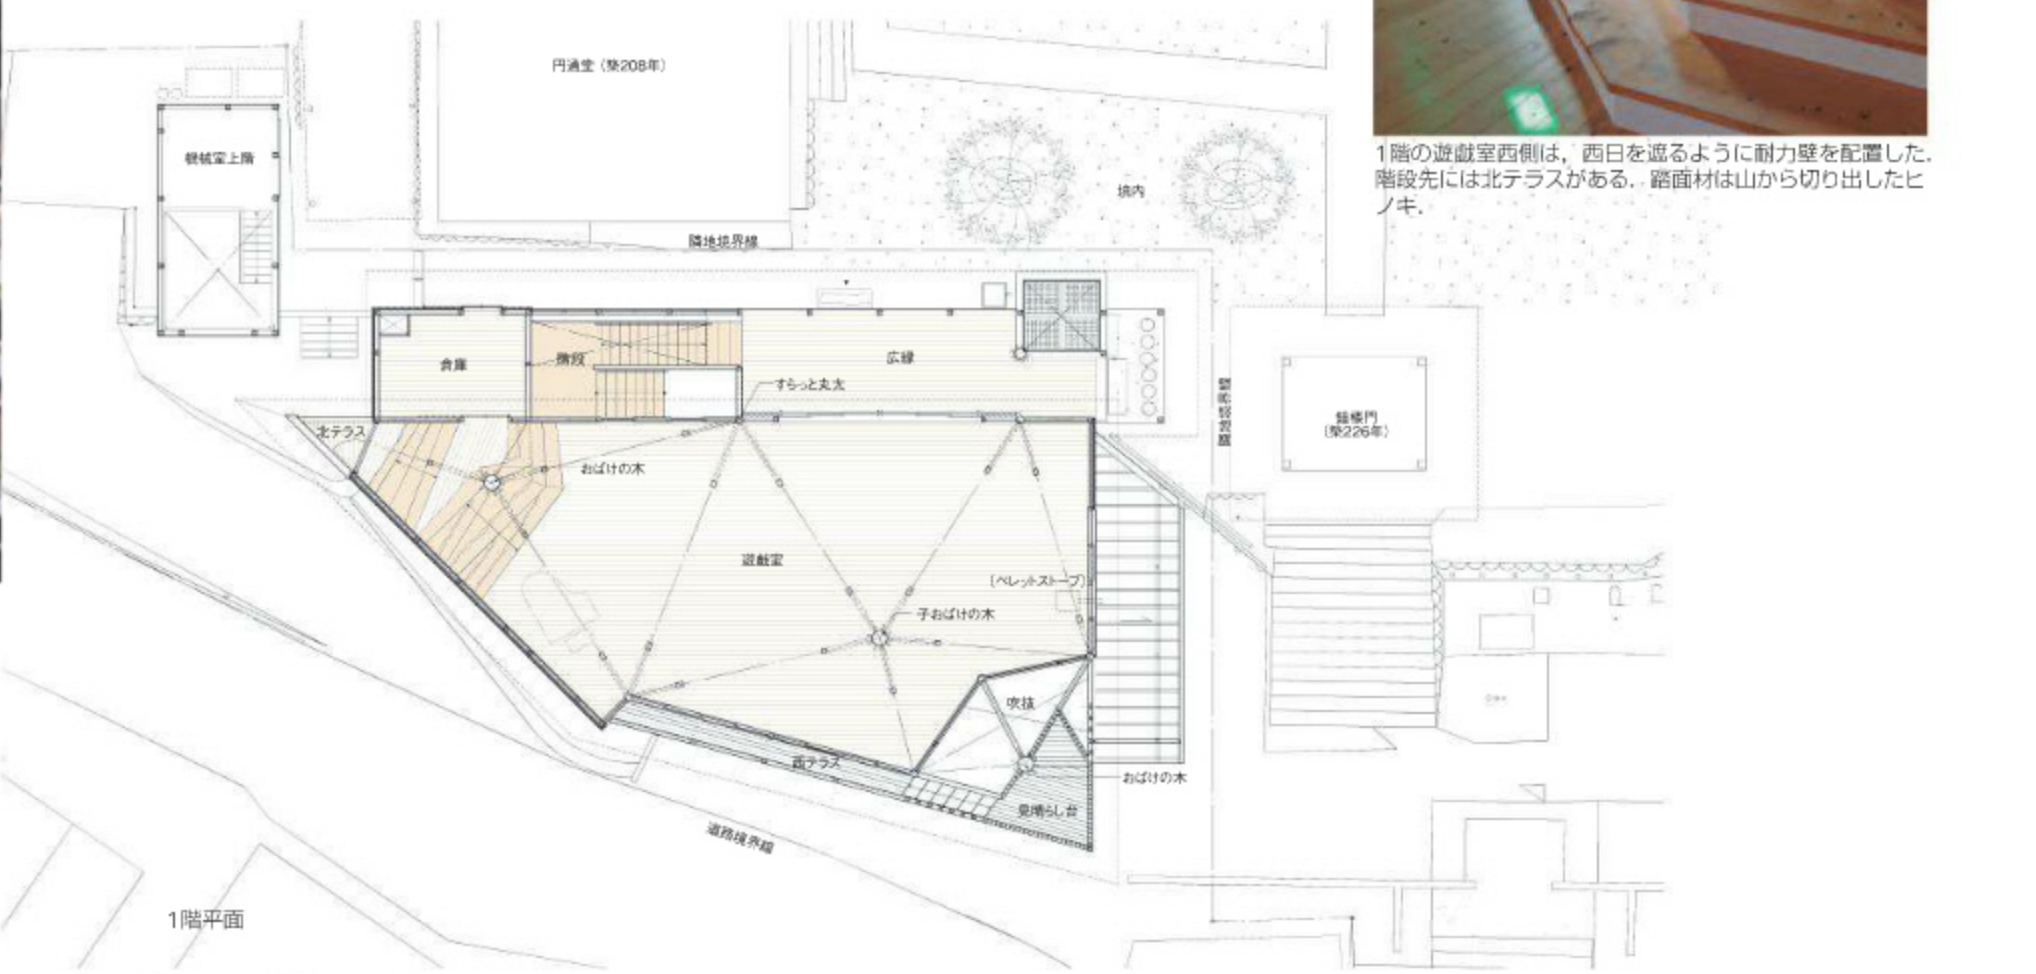 円通堂（築208年）
機械室上階
境内
1階の遊戯室西側は，西日を遮るように耐力壁を配置した．
階段先には北テラスがある．踏面材は山から切り出したヒ
ノキ．
隣地境界線
倉庫
階段
広縁
すらっと丸太
隣地境界線
鐘楼門
（築226年）
北テラス
おばけの木
遊戯室
（ペレットストーブ）
子おばけの木
吹抜
西テラス
おばけの木
見晴らし台
道路境界線
1階平面